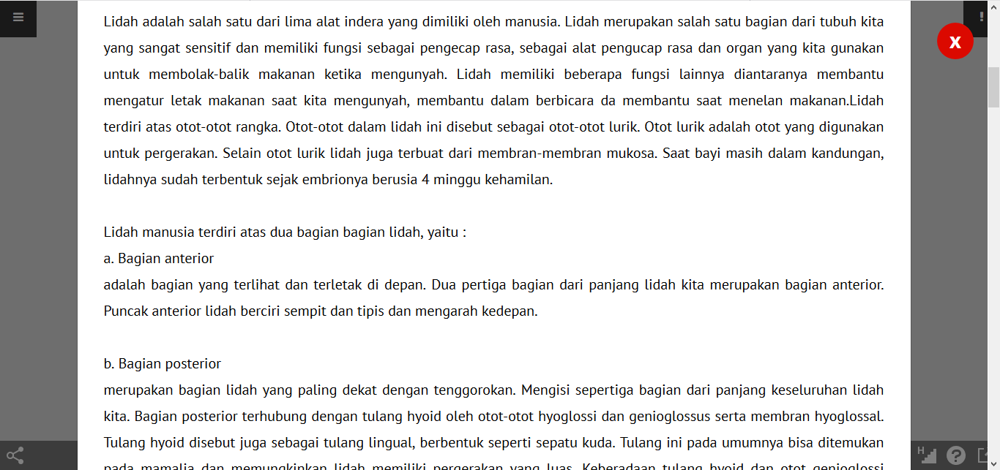 Lidah adalah salah satu dari lima alat indera yang dimiliki oleh manusia. Lidah merupakan salah satu bagian dari tubuh kita
yang sangat sensitif dan memiliki fungsi sebagai pengecap rasa, sebagai alat pengucap rasa dan organ yang kita gunakan
untuk membolak-balik makanan ketika mengunyah. Lidah memiliki beberapa fungsi lainnya diantaranya membantu
mengatur letak makanan saat kita mengunyah, membantu dalam berbicara da membantu saat menelan makanan.Lidah
terdiri atas otot-otot rangka. Otot-otot dalam lidah ini disebut sebagai otot-otot lurik. Otot lurik adalah otot yang digunakan
untuk pergerakan. Selain otot lurik lidah juga terbuat dari membran-membran mukosa. Saat bayi masih dalam kandungan,
lidahnya sudah terbentuk sejak embrionya berusia 4 minggu kehamilan.
Lidah manusia terdiri atas dua bagian bagian lidah, yaitu :
a. Bagian anterior
adalah bagian yang terlihat dan terletak di depan. Dua pertiga bagian dari panjang lidah kita merupakan bagian anterior.
Puncak anterior lidah berciri sempit dan tipis dan mengarah kedepan.
b. Bagian posterior
merupakan bagian lidah yang paling dekat dengan tenggorokan. Mengisi sepertiga bagian dari panjang keseluruhan lidah
kita. Bagian posterior terhubung dengan tulang hyoid oleh otot-otot hyoglossi dan genioglossus serta membran hyoglossal.
Tulang hyoid disebut juga sebagai tulang lingual, berbentuk seperti sepatu kuda. Tulang ini pada umumnya bisa ditemukan
pada mamalia dan memungkinkan lidah memiliki pergerakan yang luas. Keberadaan tulang hyoid dan otot genioglossi
X
!
H
?